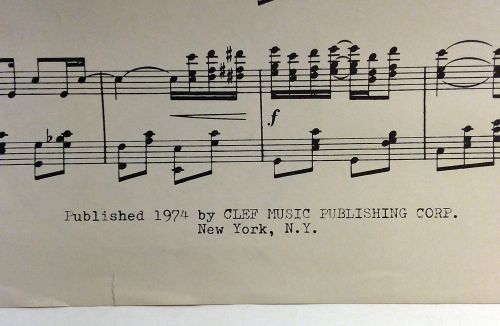 f
Published 1974 by CLEF MUSIC PUBLISHING CORP.
New York, N.Y.